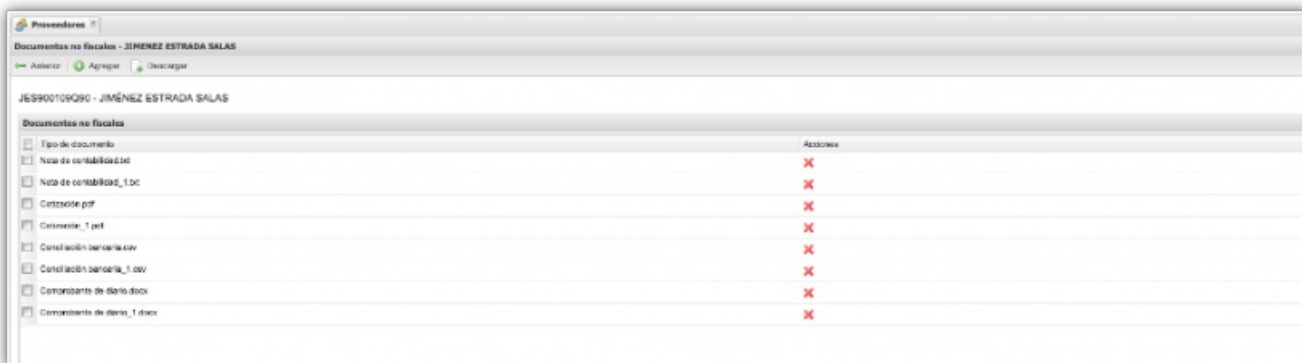 Proveedores
Documentos no fiscales - JIMENEZ ESTRADA SALAS
Anterior Agregar Descargar
JES900109Q90 - JIMÉNEZ ESTRADA SALAS
Documentos no fiscales
Tipo de documento Acciones
Nota de contabilidad.txt
Nota de contabilidad_1.txt
Cotización.pdf
Cotización_1.pdf
Conciliación bancaria.csv
Conciliación bancaria_1.csv
Comprobante de diario.docx
Comprobante de diario_1.docx